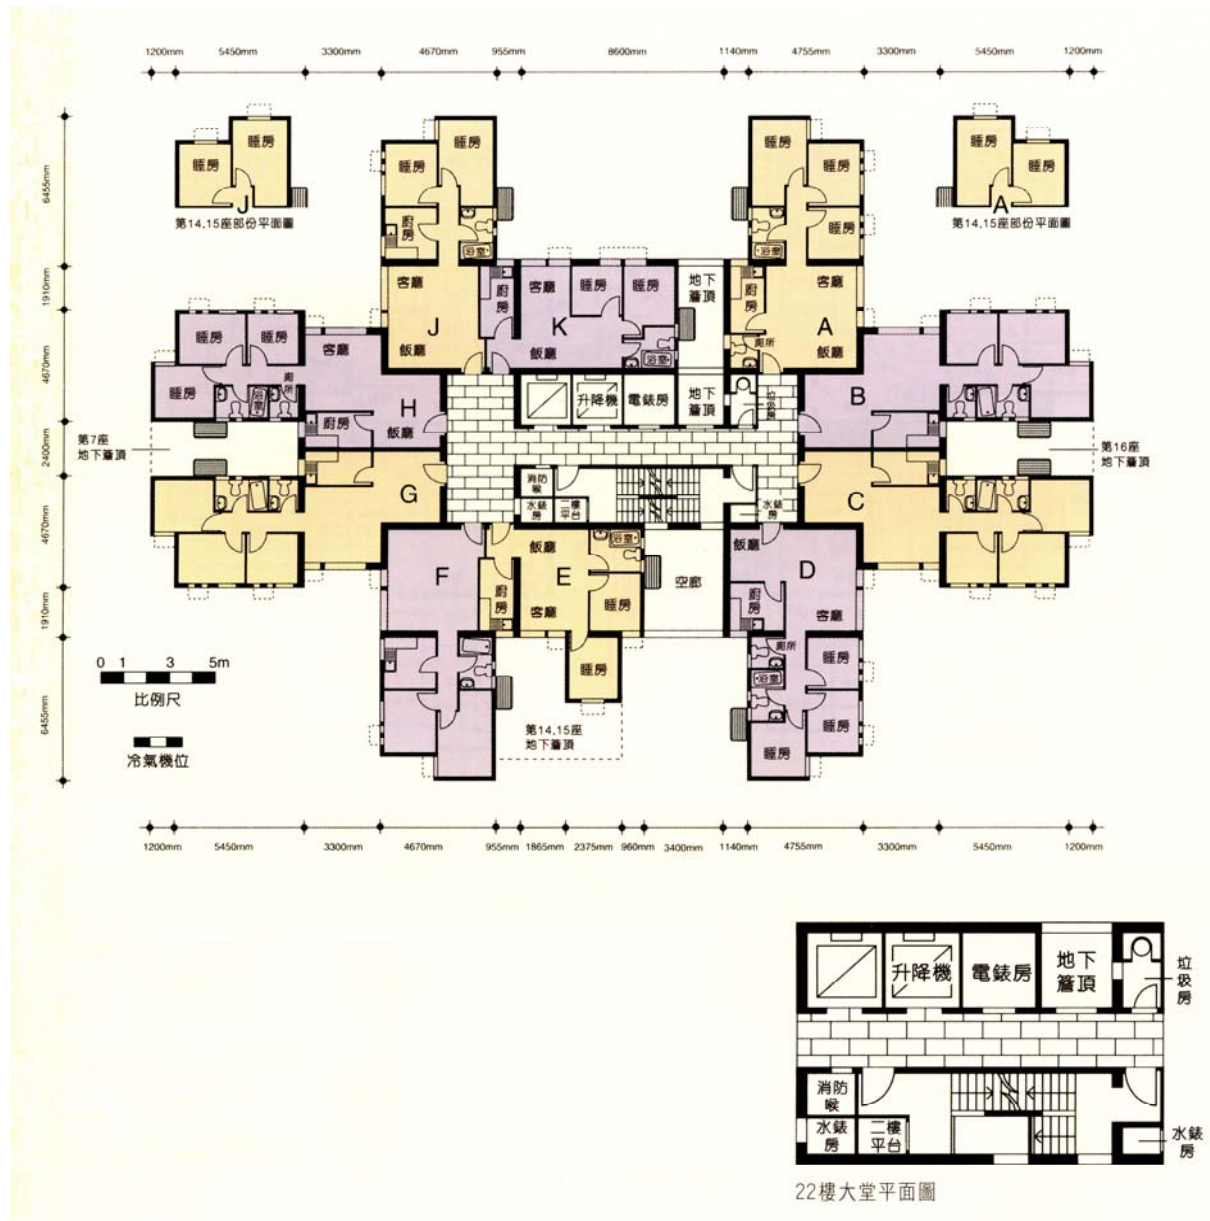 1200mm 5450mm 3300mm 4670mm 955mm 8600mm 1140mm 4755mm 3300mm 5450mm 1200mm
6455mm
1910mm
4670mm
2400mm
4670mm
1910mm
6455mm
睡房
睡房
J
第14,15座部份平面圖
睡房
睡房
廚房
浴室
客廳
J
飯廳
睡房
睡房
睡房
浴室
睡房
睡房
A
第14,15座部份平面圖
廚房
客廳
睡房
睡房
K
飯廳
浴室
地下簷頂
廚房
客廳
A
廁所
飯廳
睡房
睡房
睡房
客廳
廁所
浴室
H
廚房
飯廳
升降機
電錶房
地下簷頂
垃圾房
B
第7座
地下簷頂
第16座
地下簷頂
G
消防喉
水錶房
二樓平台
水錶房
C
F
飯廳
浴室
E
廚房
客廳
睡房
睡房
空廊
飯廳
D
廚房
客廳
廁所
睡房
浴室
睡房
睡房
第14,15座
地下簷頂
0 1 3 5m
比例尺
冷氣機位
1200mm 5450mm 3300mm 4670mm 955mm 1865mm 2375mm 960mm 3400mm 1140mm 4755mm 3300mm 5450mm 1200mm
升降機
電錶房
地下
簷頂
垃圾房
消防
喉
水錶
房
二樓
平台
水錶
房
22樓大堂平面圖